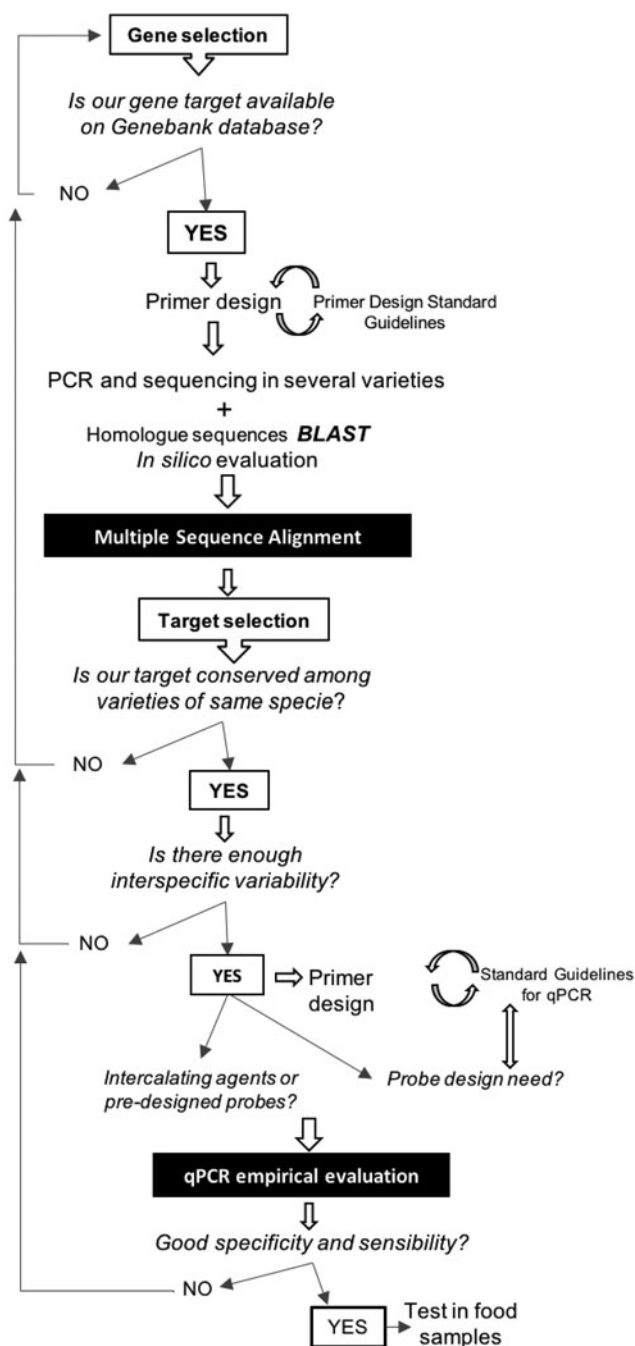 Gene selection
Is our gene target available
on Genebank database?
NO
YES
Primer design
Primer Design Standard
Guidelines
PCR and sequencing in several varieties
+
Homologue sequences BLAST
In silico evaluation
Multiple Sequence Alignment
Target selection
Is our target conserved among
varieties of same specie?
NO
YES
Is there enough
interspecific variability?
NO
YES
Primer
design
Standard Guidelines
for qPCR
Intercalating agents or
pre-designed probes?
Probe design need?
qPCR empirical evaluation
Good specificity and sensibility?
NO
YES
Test in food
samples